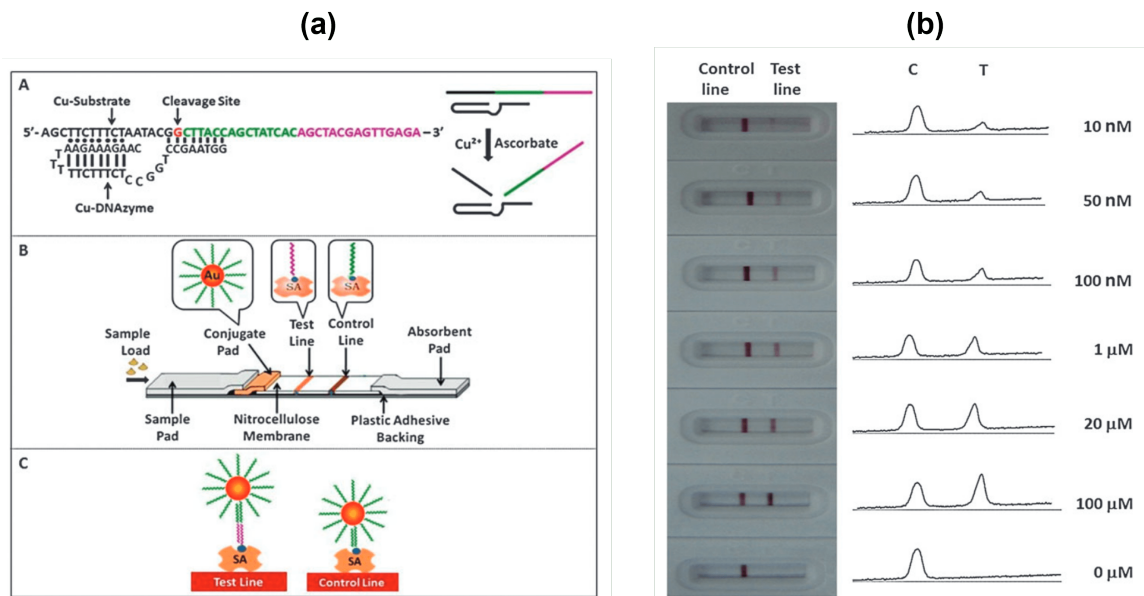 (a)
A
Cu-Substrate
Cleavage Site
5'- AGCTTCTTTCTAATACGGCTTACCAGCTATCACAGCTACGAGTTGAGA – 3'
AAGAAAGAAC
CCGAATGG
T
T
T
T
TTCTTTCT
C C G G T
Cu-DNAzyme
Cu²⁺
Ascorbate
B
Au
SA
SA
Sample
Load
Conjugate
Pad
Test
Line
Control
Line
Absorbent
Pad
Sample
Pad
Nitrocellulose
Membrane
Plastic Adhesive
Backing
C
SA
SA
Test Line
Control Line
(b)
Control
line
Test
line
C
T
10 nM
50 nM
100 nM
1 µM
20 µM
100 µM
0 µM